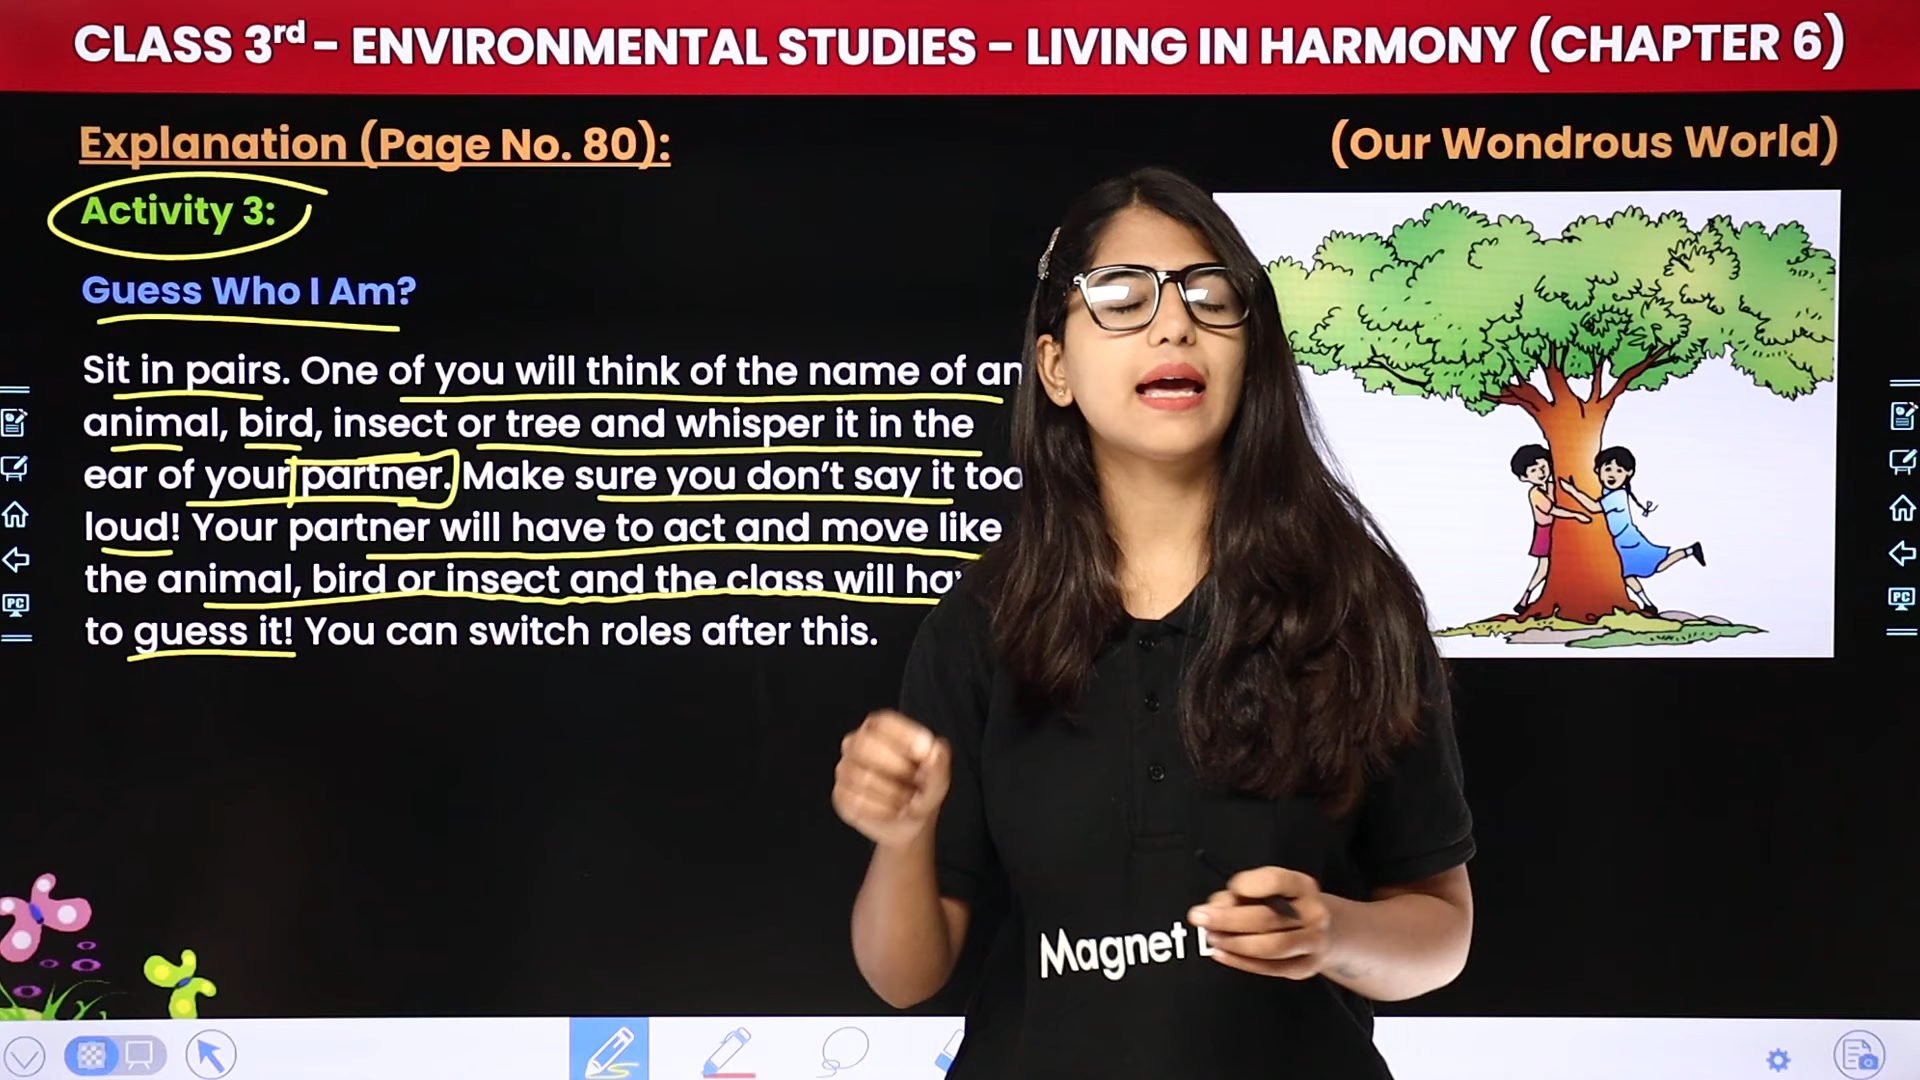 CLASS 3rd - ENVIRONMENTAL STUDIES - LIVING IN HARMONY (CHAPTER 6)
Explanation (Page No. 80):
(Our Wondrous World)
Activity 3:
Guess Who I Am?
Sit in pairs. One of you will think of the name of an
animal, bird, insect or tree and whisper it in the
ear of your partner. Make sure you don't say it too
loud! Your partner will have to act and move like
the animal, bird or insect and the class will
to guess it! You can switch roles after this.
PC
PC
Magnet